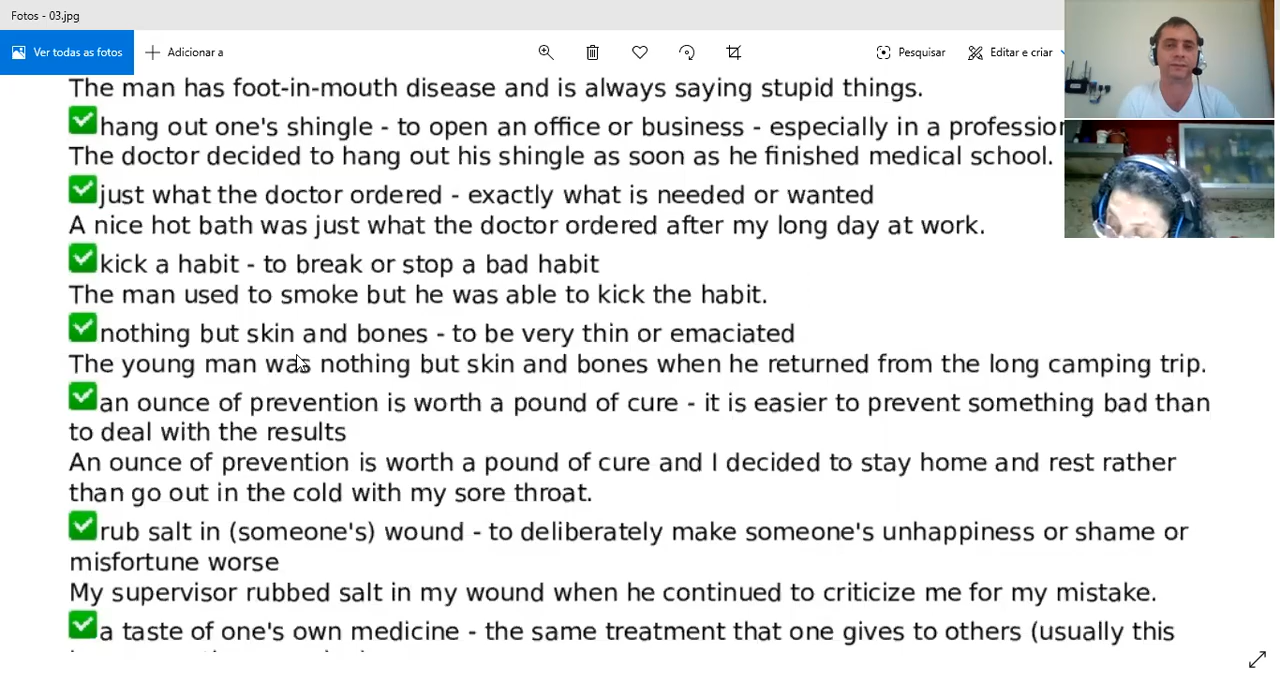 Fotos - 03.jpg
Ver todas as fotos
Adicionar a
Pesquisar
Editar e criar
The man has foot-in-mouth disease and is always saying stupid things.
hang out one's shingle - to open an office or business - especially in a profession
The doctor decided to hang out his shingle as soon as he finished medical school.
just what the doctor ordered - exactly what is needed or wanted
A nice hot bath was just what the doctor ordered after my long day at work.
kick a habit - to break or stop a bad habit
The man used to smoke but he was able to kick the habit.
nothing but skin and bones - to be very thin or emaciated
The young man was nothing but skin and bones when he returned from the long camping trip.
an ounce of prevention is worth a pound of cure - it is easier to prevent something bad than
to deal with the results
An ounce of prevention is worth a pound of cure and I decided to stay home and rest rather
than go out in the cold with my sore throat.
rub salt in (someone's) wound - to deliberately make someone's unhappiness or shame or
misfortune worse
My supervisor rubbed salt in my wound when he continued to criticize me for my mistake.
a taste of one's own medicine - the same treatment that one gives to others (usually this